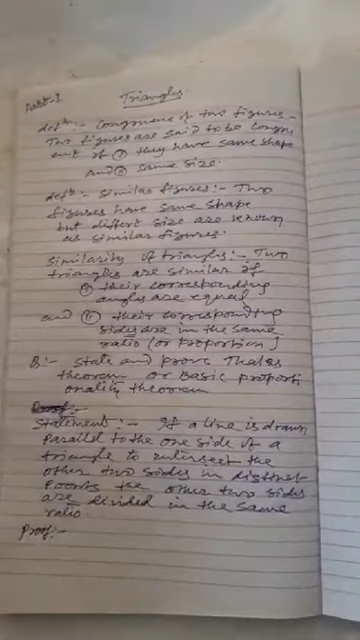 Part-I
Triangles
defn:- Congruence of two figures -
Two figures are said to be congru
ent if (i) they have same shape
and (ii) same size.
defn:- Similar figures:- Two
figures have same shape
but differt size are known
as similar figures.
Similarity of triangles:- Two
triangles are similar if
(i) their corresponding
angles are equal
and (ii) their corresponding
sides are in the same
ratio (or proportion]
Q:- State and prove Thales
theorem or Basic proporti
onality theorem
Proof:-
Statement:- If a line is drawn
parallel to the one side of a
triangle to intersect the
other two sides in distinct
points the other two sides
are divided in the same
ratio.
Proof:-